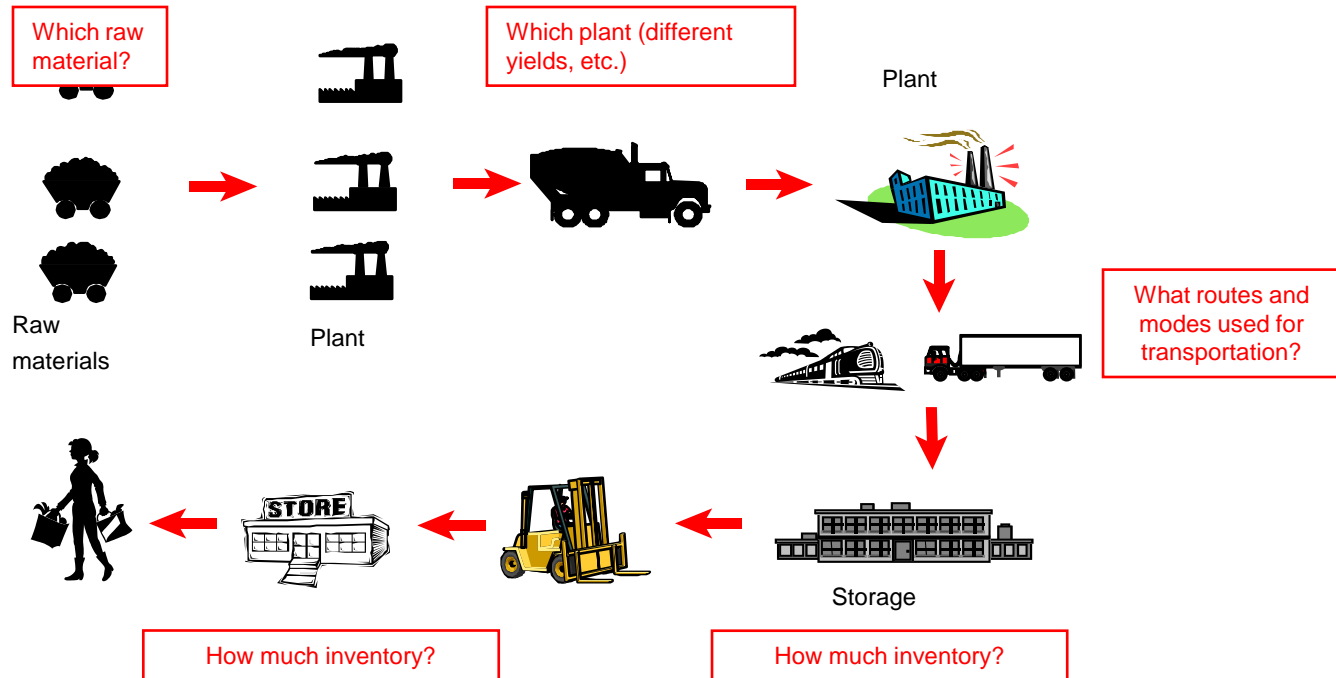 Which raw
material?
Which plant (different
yields, etc.)
Plant
Raw
materials
Plant
What routes and
modes used for
transportation?
STORE
Storage
How much inventory?
How much inventory?